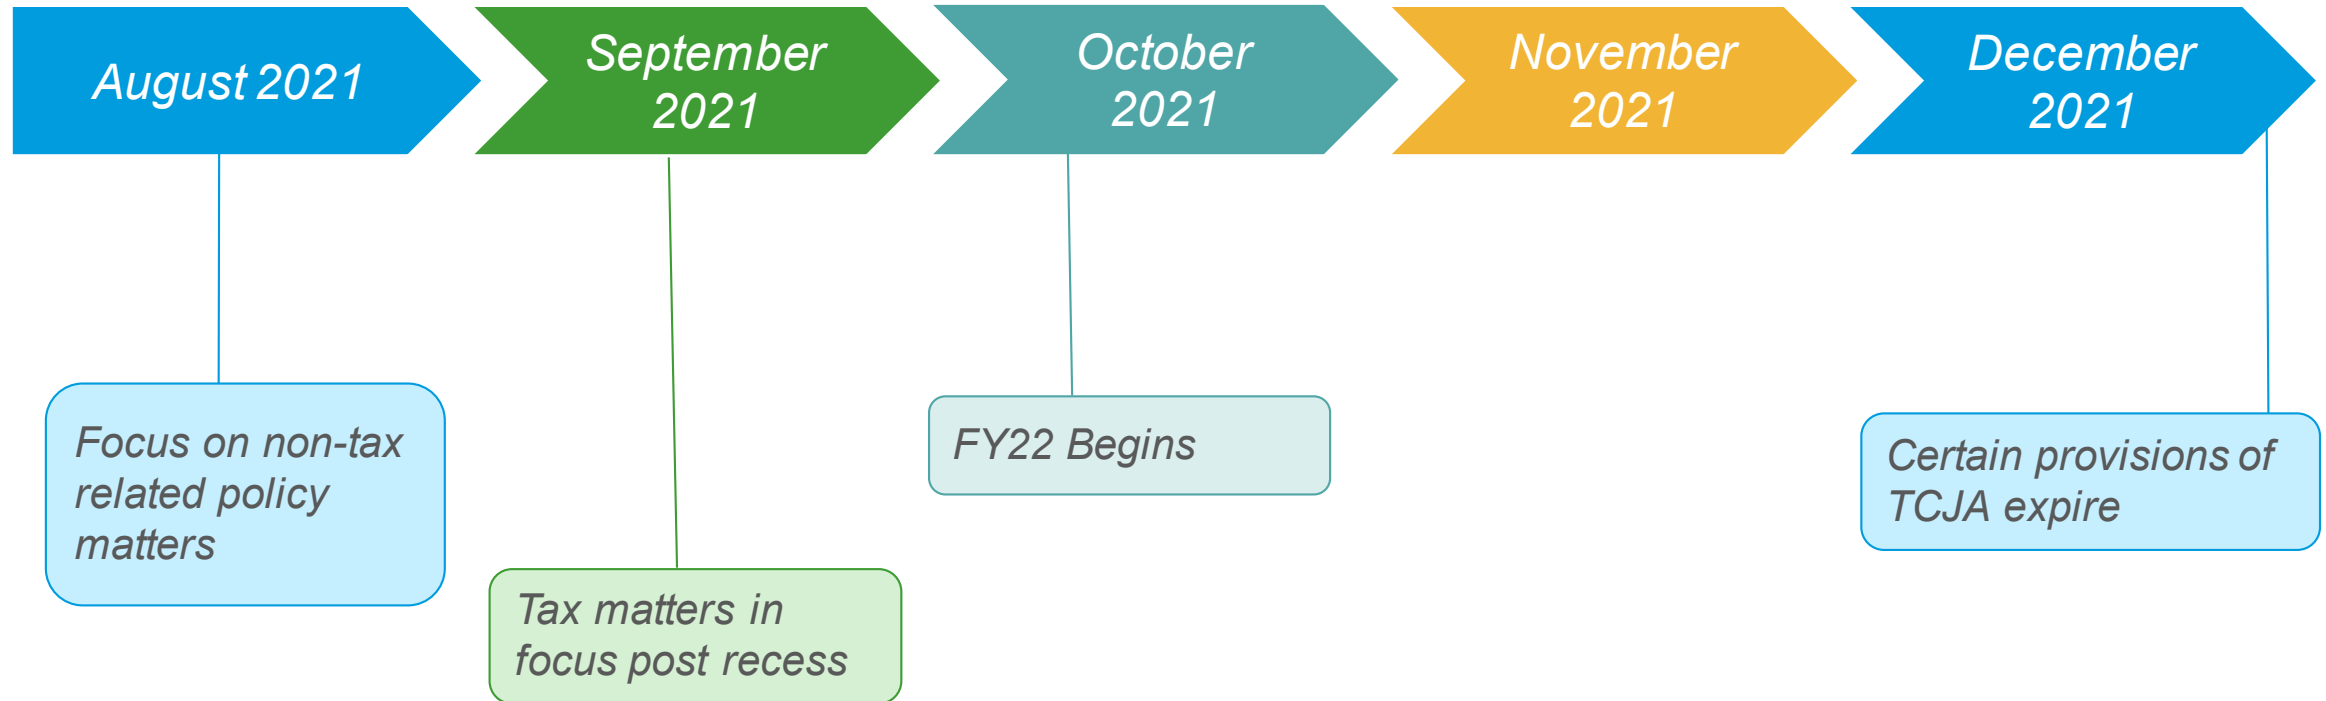 August 2021
September
2021
October
2021
November
2021
December
2021
Focus on non-tax
related policy
matters
Tax matters in
focus post recess
FY22 Begins
Certain provisions of
TCJA expire